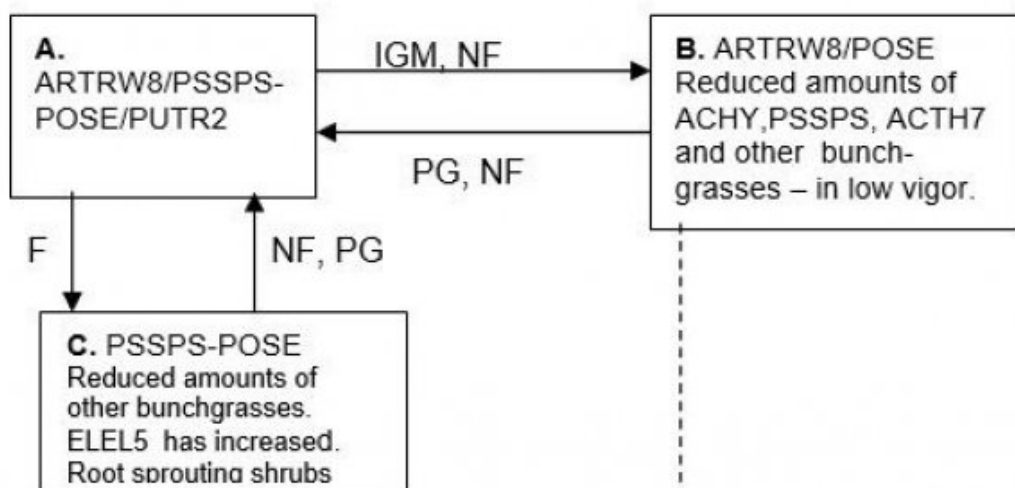 A.
ARTRW8/PSSPS-
POSE/PUTR2
IGM, NF
PG, NF
B. ARTRW8/POSE
Reduced amounts of
ACHY,PSSPS, ACTH7
and other bunch-
grasses – in low vigor.
F
NF, PG
C. PSSPS-POSE
Reduced amounts of
other bunchgrasses.
ELEL5 has increased.
Root sprouting shrubs